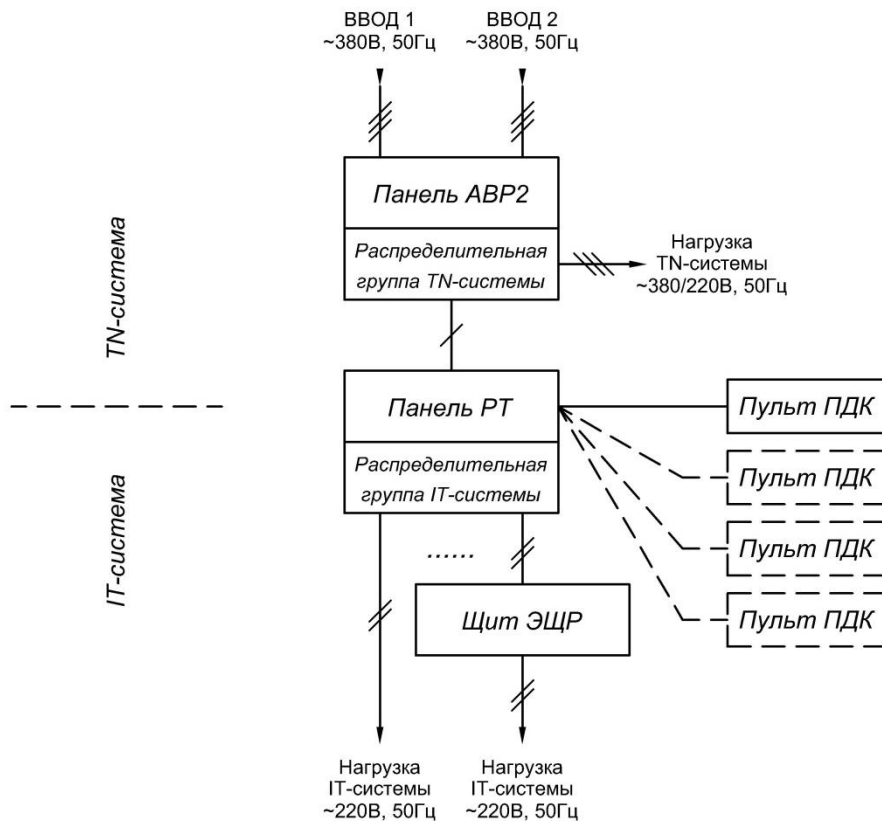 ВВОД 1
~380В, 50Гц
ВВОД 2
~380В, 50Гц
Панель АВР2
Распределительная
группа TN-системы
Нагрузка
TN-системы
~380/220В, 50Гц
TN-система
Панель РТ
Распределительная
группа IT-системы
Пульт ПДК
Пульт ПДК
Пульт ПДК
Пульт ПДК
IT-система
......
Щит ЭЩР
Нагрузка
IT-системы
~220В, 50Гц
Нагрузка
IT-системы
~220В, 50Гц